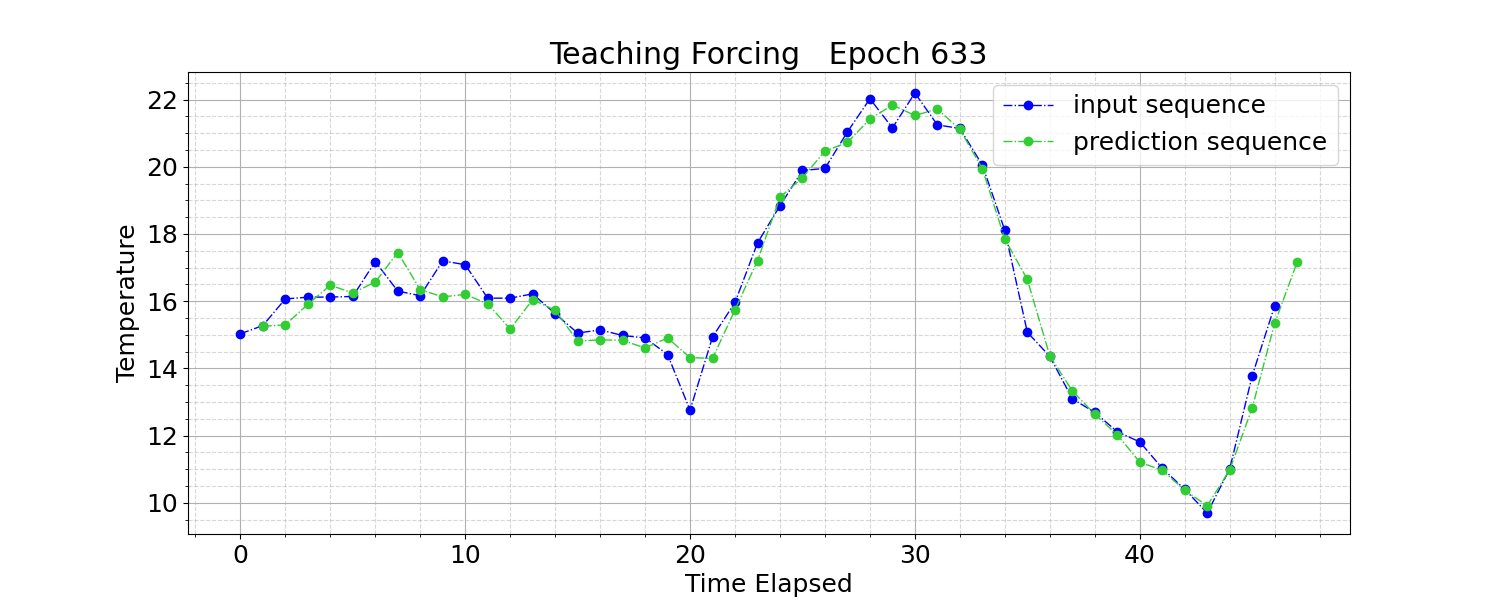 Teaching Forcing   Epoch 633
input sequence
prediction sequence
Temperature
22
20
18
16
14
12
10
0 10 20 30 40
Time Elapsed